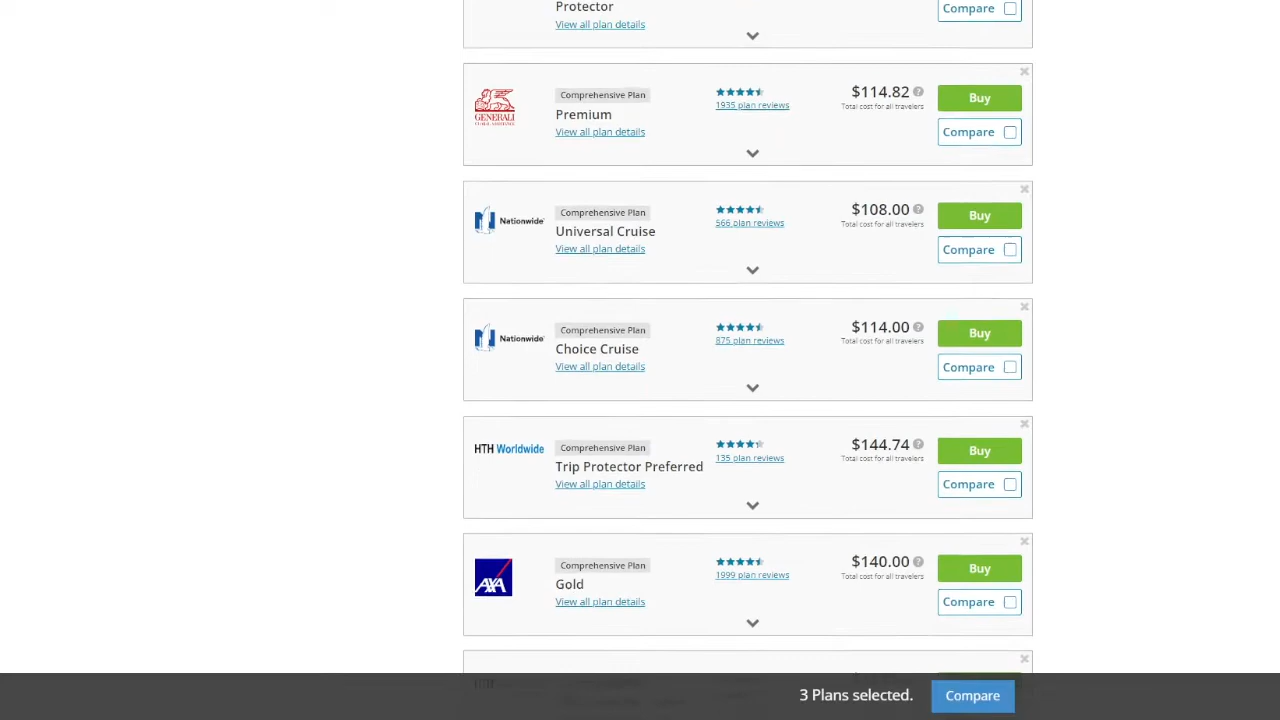 Protector
Compare
View all plan details
GENERALI
Comprehensive Plan
Premium
View all plan details
1935 plan reviews
$114.82
Total cost for all travelers
Buy
Compare
Nationwide
Comprehensive Plan
Universal Cruise
View all plan details
566 plan reviews
$108.00
Total cost for all travelers
Buy
Compare
Nationwide
Comprehensive Plan
Choice Cruise
View all plan details
875 plan reviews
$114.00
Total cost for all travelers
Buy
Compare
HTH Worldwide
Comprehensive Plan
Trip Protector Preferred
View all plan details
135 plan reviews
$144.74
Total cost for all travelers
Buy
Compare
AXA
Comprehensive Plan
Gold
View all plan details
1999 plan reviews
$140.00
Total cost for all travelers
Buy
Compare
3 Plans selected.
Compare